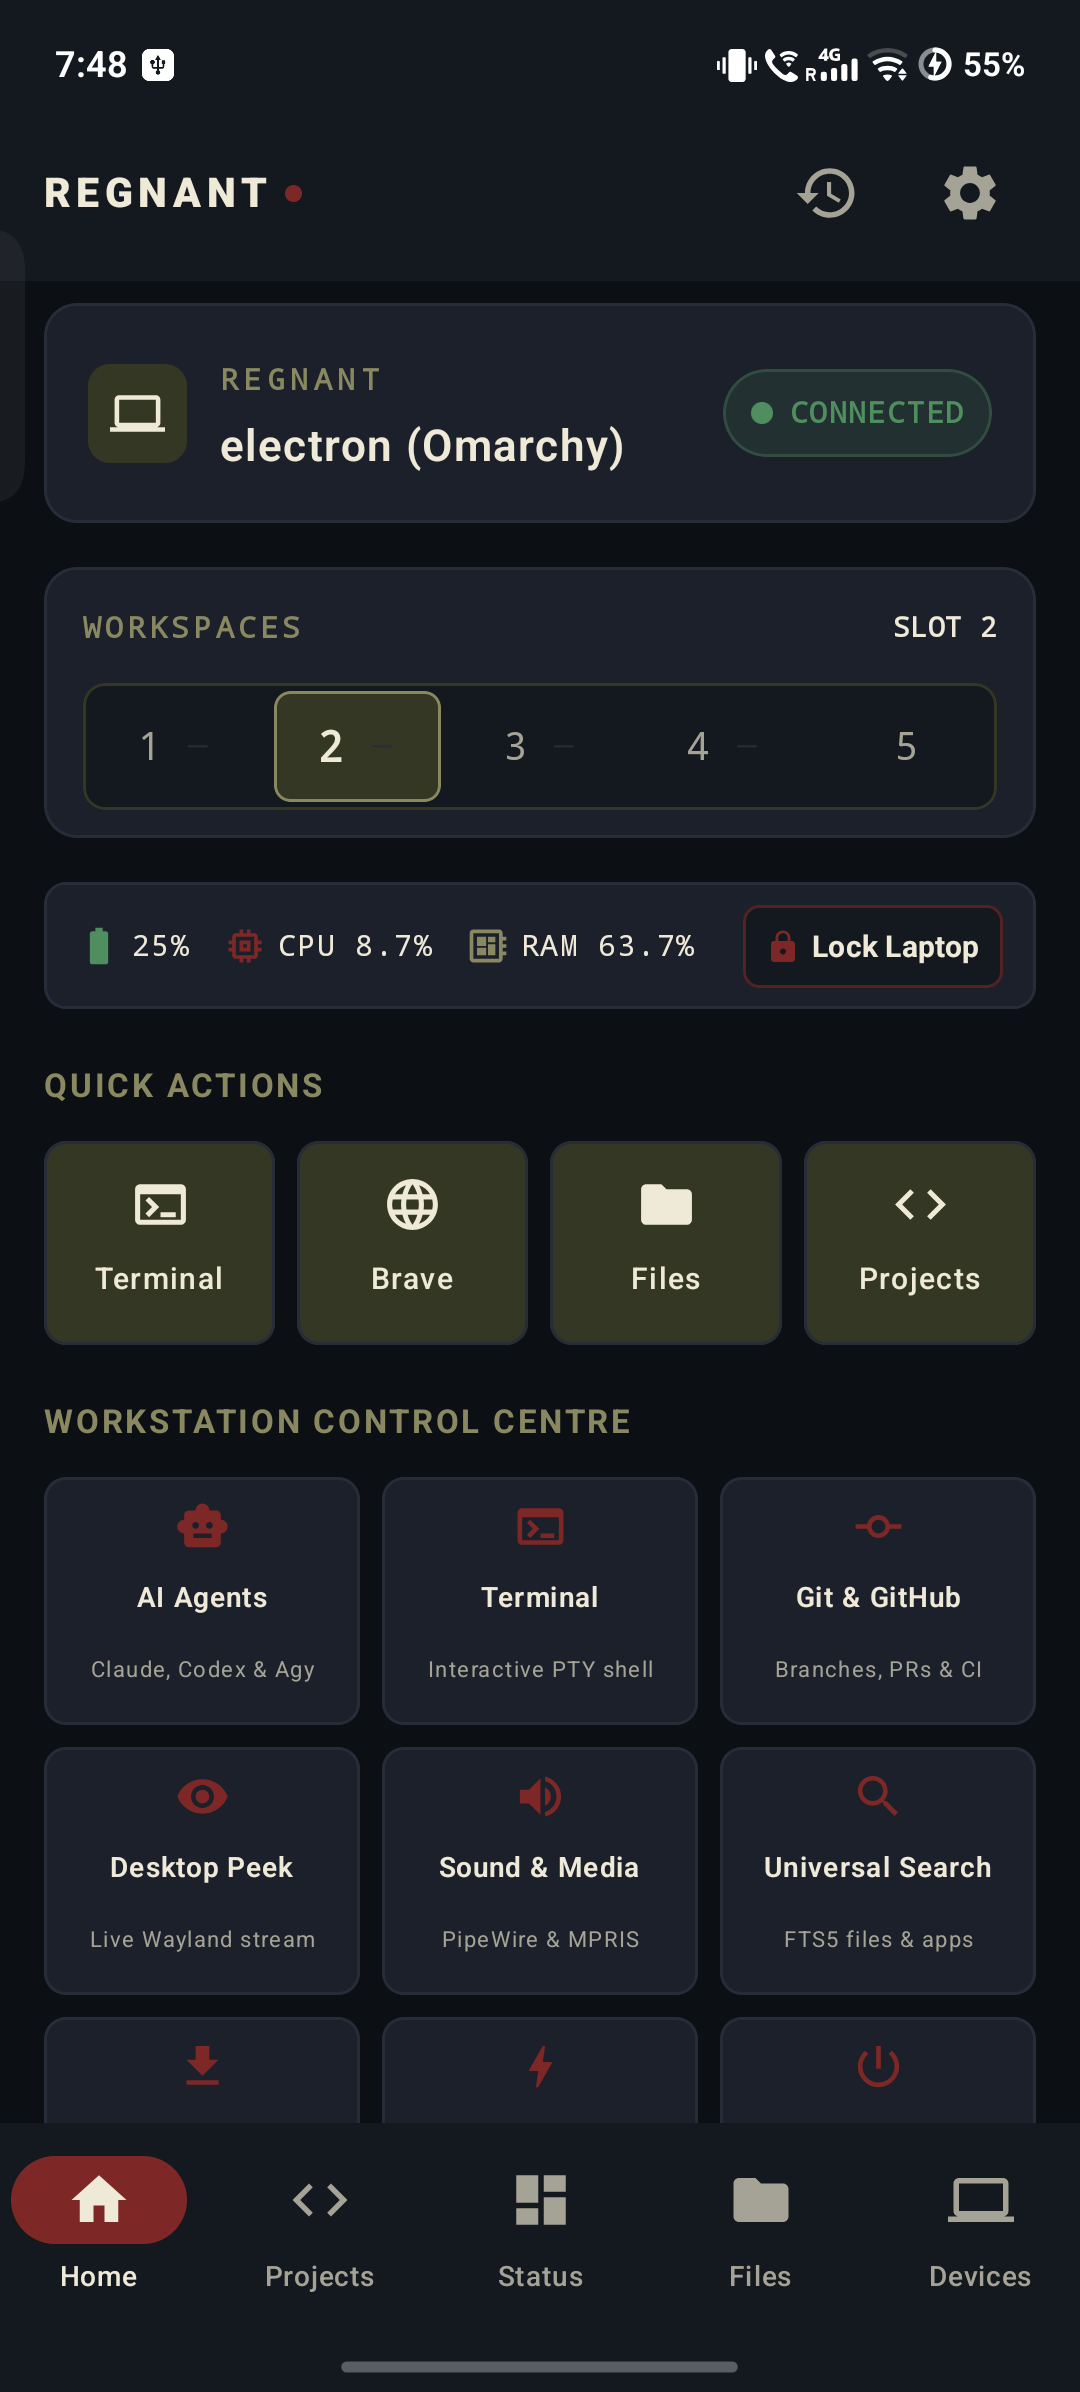 7:48
4G
R
55%
REGNANT
REGNANT
electron (Omarchy)
CONNECTED
WORKSPACES
SLOT 2
1 – 2 – 3 – 4 – 5
25%
CPU 8.7%
RAM 63.7%
Lock Laptop
QUICK ACTIONS
Terminal
Brave
Files
Projects
WORKSTATION CONTROL CENTRE
AI Agents
Claude, Codex & Agy
Terminal
Interactive PTY shell
Git & GitHub
Branches, PRs & CI
Desktop Peek
Live Wayland stream
Sound & Media
PipeWire & MPRIS
Universal Search
FTS5 files & apps
Home
Projects
Status
Files
Devices